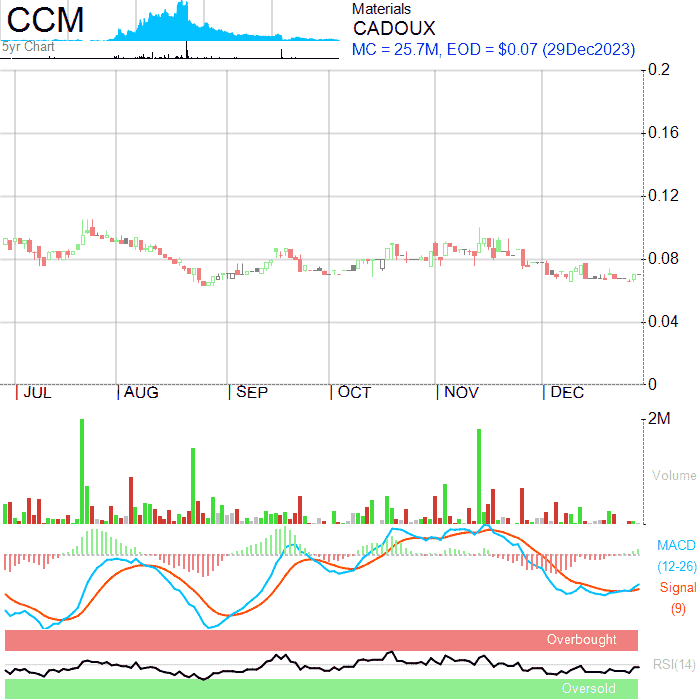 CCM
5yr Chart
Materials
CADOUX
MC = 25.7M, EOD = $0.07 (29Dec2023)
0.2
0.16
0.12
0.08
0.04
0
JUL AUG SEP OCT NOV DEC
2M
Volume
MACD
(12-26)
Signal
(9)
Overbought
RSI(14)
Oversold